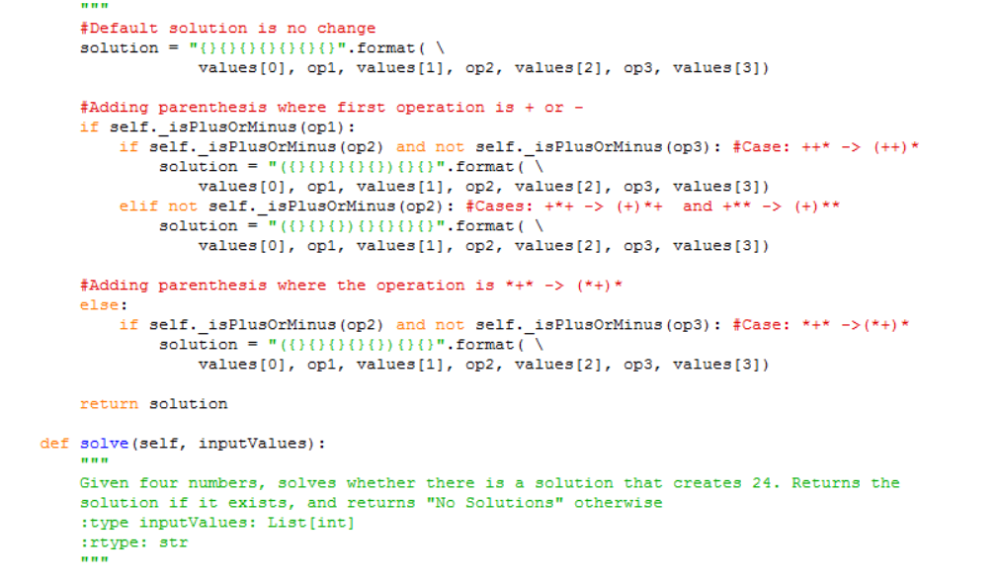 """
#Default solution is no change
solution = "{}{}{}{}{}{}{}".format( \
values[0], op1, values[1], op2, values[2], op3, values[3])
#Adding parenthesis where first operation is + or -
if self._isPlusOrMinus(op1):
if self._isPlusOrMinus(op2) and not self._isPlusOrMinus(op3): #Case: ++* -> (++)*
solution = "({}{}{}{}{}){}{}".format( \
values[0], op1, values[1], op2, values[2], op3, values[3])
elif not self._isPlusOrMinus(op2): #Cases: +*+ -> (+)*+  and +** -> (+)**
solution = "({}{}{}){}{}{}{}".format( \
values[0], op1, values[1], op2, values[2], op3, values[3])
#Adding parenthesis where the operation is *+* -> (*+)*
else:
if self._isPlusOrMinus(op2) and not self._isPlusOrMinus(op3): #Case: *+* ->(*+)*
solution = "({}{}{}{}{}){}{}".format( \
values[0], op1, values[1], op2, values[2], op3, values[3])
return solution
def solve(self, inputValues):
"""
Given four numbers, solves whether there is a solution that creates 24. Returns the
solution if it exists, and returns "No Solutions" otherwise
:type inputValues: List[int]
:rtype: str
"""